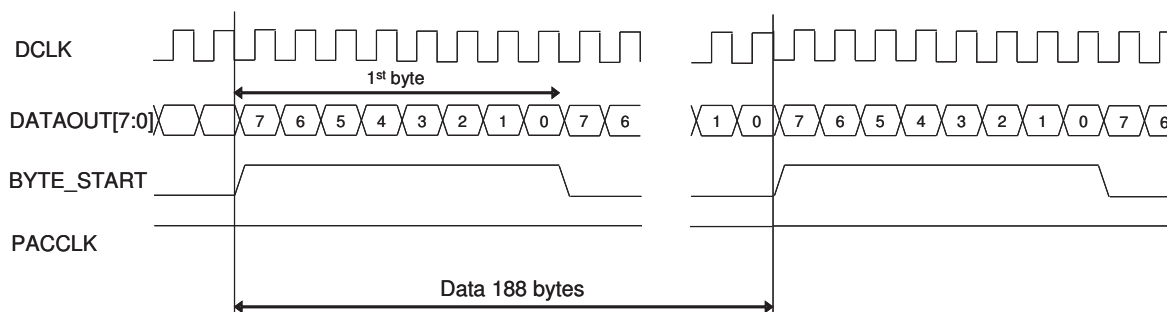 DCLK
1st byte
DATAOUT[7:0] 7 6 5 4 3 2 1 0 7 6 1 0 7 6 5 4 3 2 1 0 7 6
BYTE_START
PACCLK
Data 188 bytes